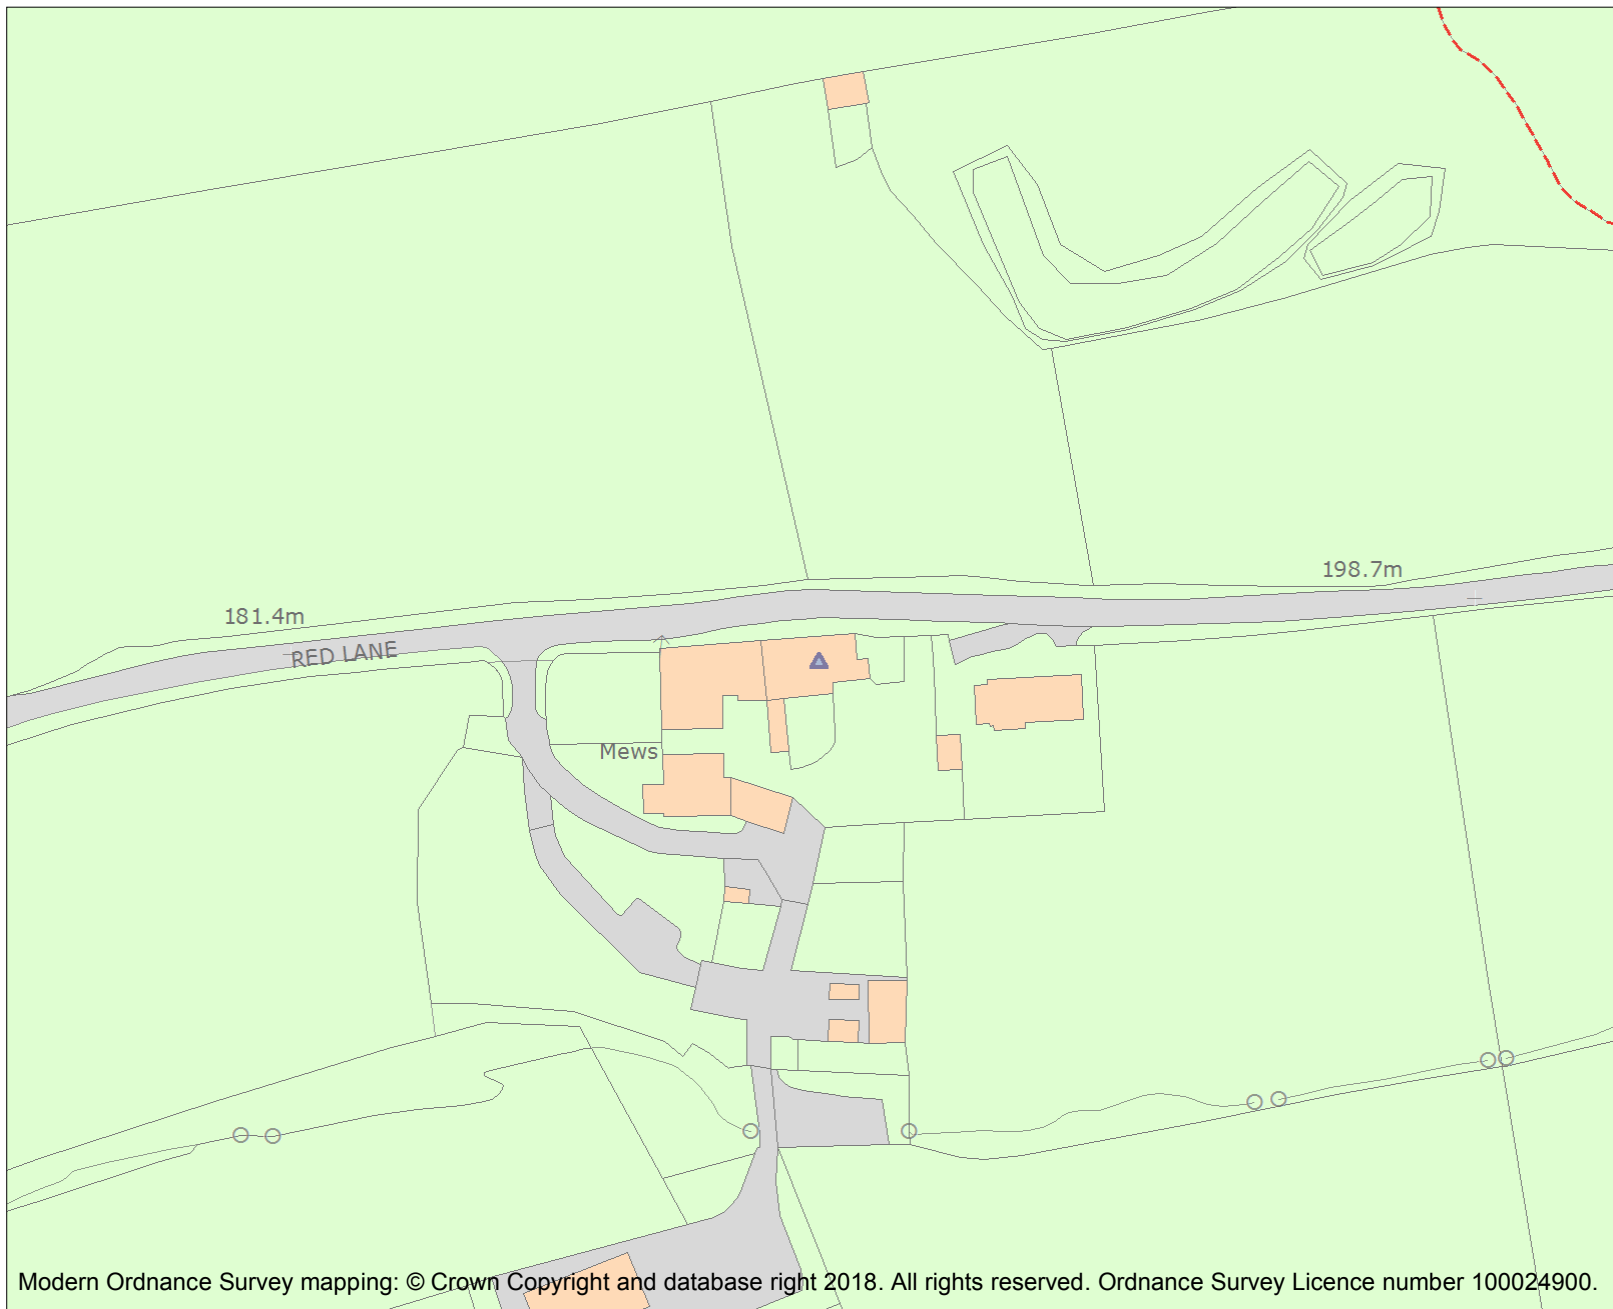 198.7m
181.4m
RED LANE
Mews
Modern Ordnance Survey mapping: © Crown Copyright and database right 2018. All rights reserved. Ordnance Survey Licence number 100024900.